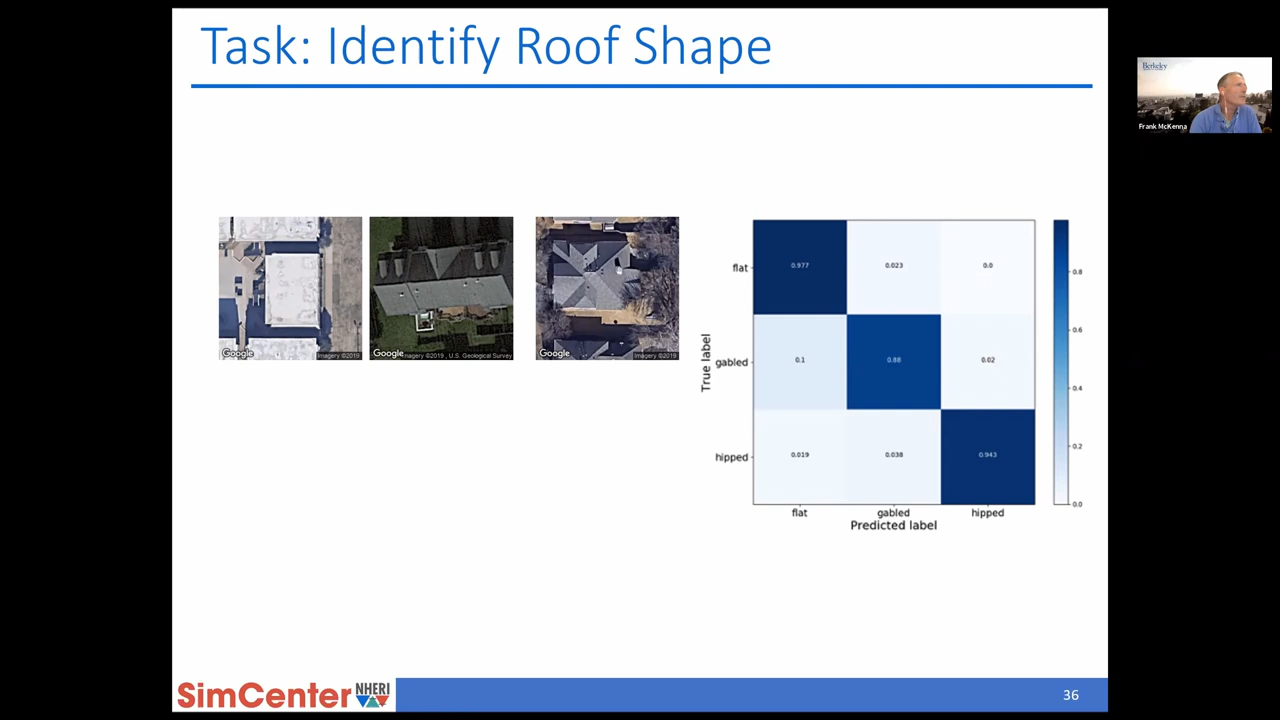 Task: Identify Roof Shape
Berkeley
Frank McKenna
Google
Imagery ©2019
Google
Imagery ©2019 , U.S. Geological Survey
Google
Imagery ©2019
True label
flat
gabled
hipped
0.977
0.023
0.0
0.1
0.88
0.02
0.019
0.038
0.943
flat
gabled
hipped
Predicted label
0.8
0.6
0.4
0.2
0.0
SimCenter
NHERI
36